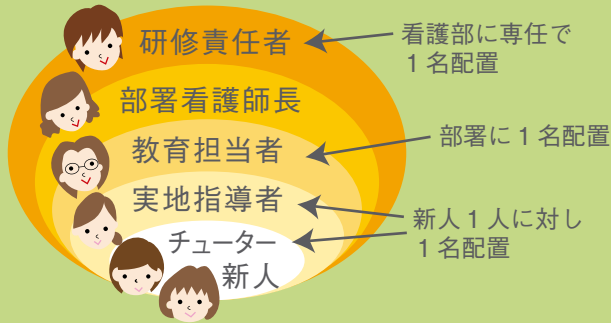 研修責任者
看護部に専任で
1名配置
部署看護師長
教育担当者
部署に1名配置
実地指導者
新人1人に対し
1名配置
チューター
新人